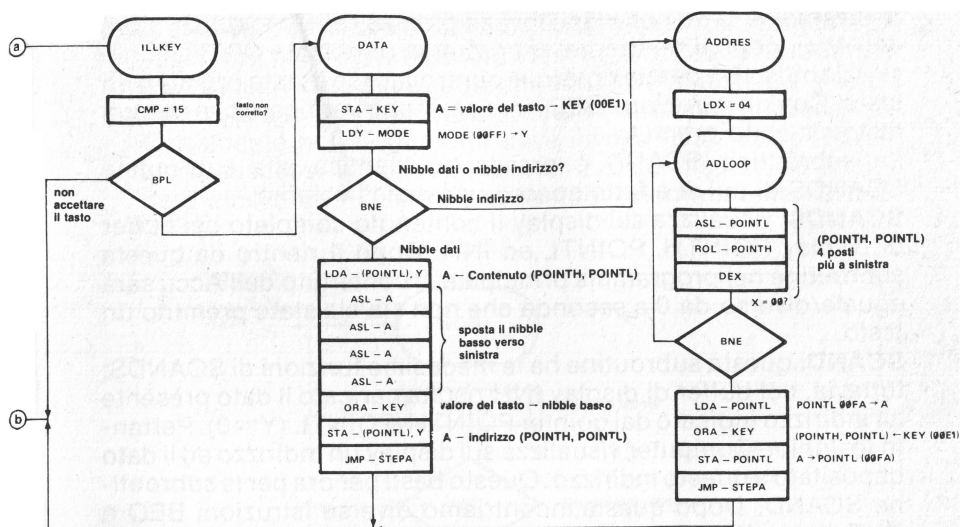 a
ILLKEY
CMP = 15
tasto non
corretto?
BPL
non
accettare
il tasto
b
DATA
STA – KEY
A = valore del tasto → KEY (00E1)
LDY – MODE
MODE (00FF) → Y
Nibble dati o nibble indirizzo
BNE
Nibble indirizzo
Nibble dati
LDA – (POINTL), Y
A ← Contenuto (POINTH, POINTL)
ASL – A
ASL – A
ASL – A
ASL – A
sposta il nibble
basso verso
sinistra
ORA – KEY
valore del tasto → nibble basso
STA – (POINTL), Y
A → indirizzo (POINTH, POINTL)
JMP – STEPA
LDX = 04
ADLOOP
ASL – POINTL
ROL – POINTH
DEX
(POINTH, POINTL)
4 posti
più a
X = 00?
BNE
LDA – POINTL
POINTL 00FA → A
ORA – KEY
(POINTH, POINTL) ← KEY (00E1)
STA – POINTL
A → POINTL (00FA)
JMP – STEPA